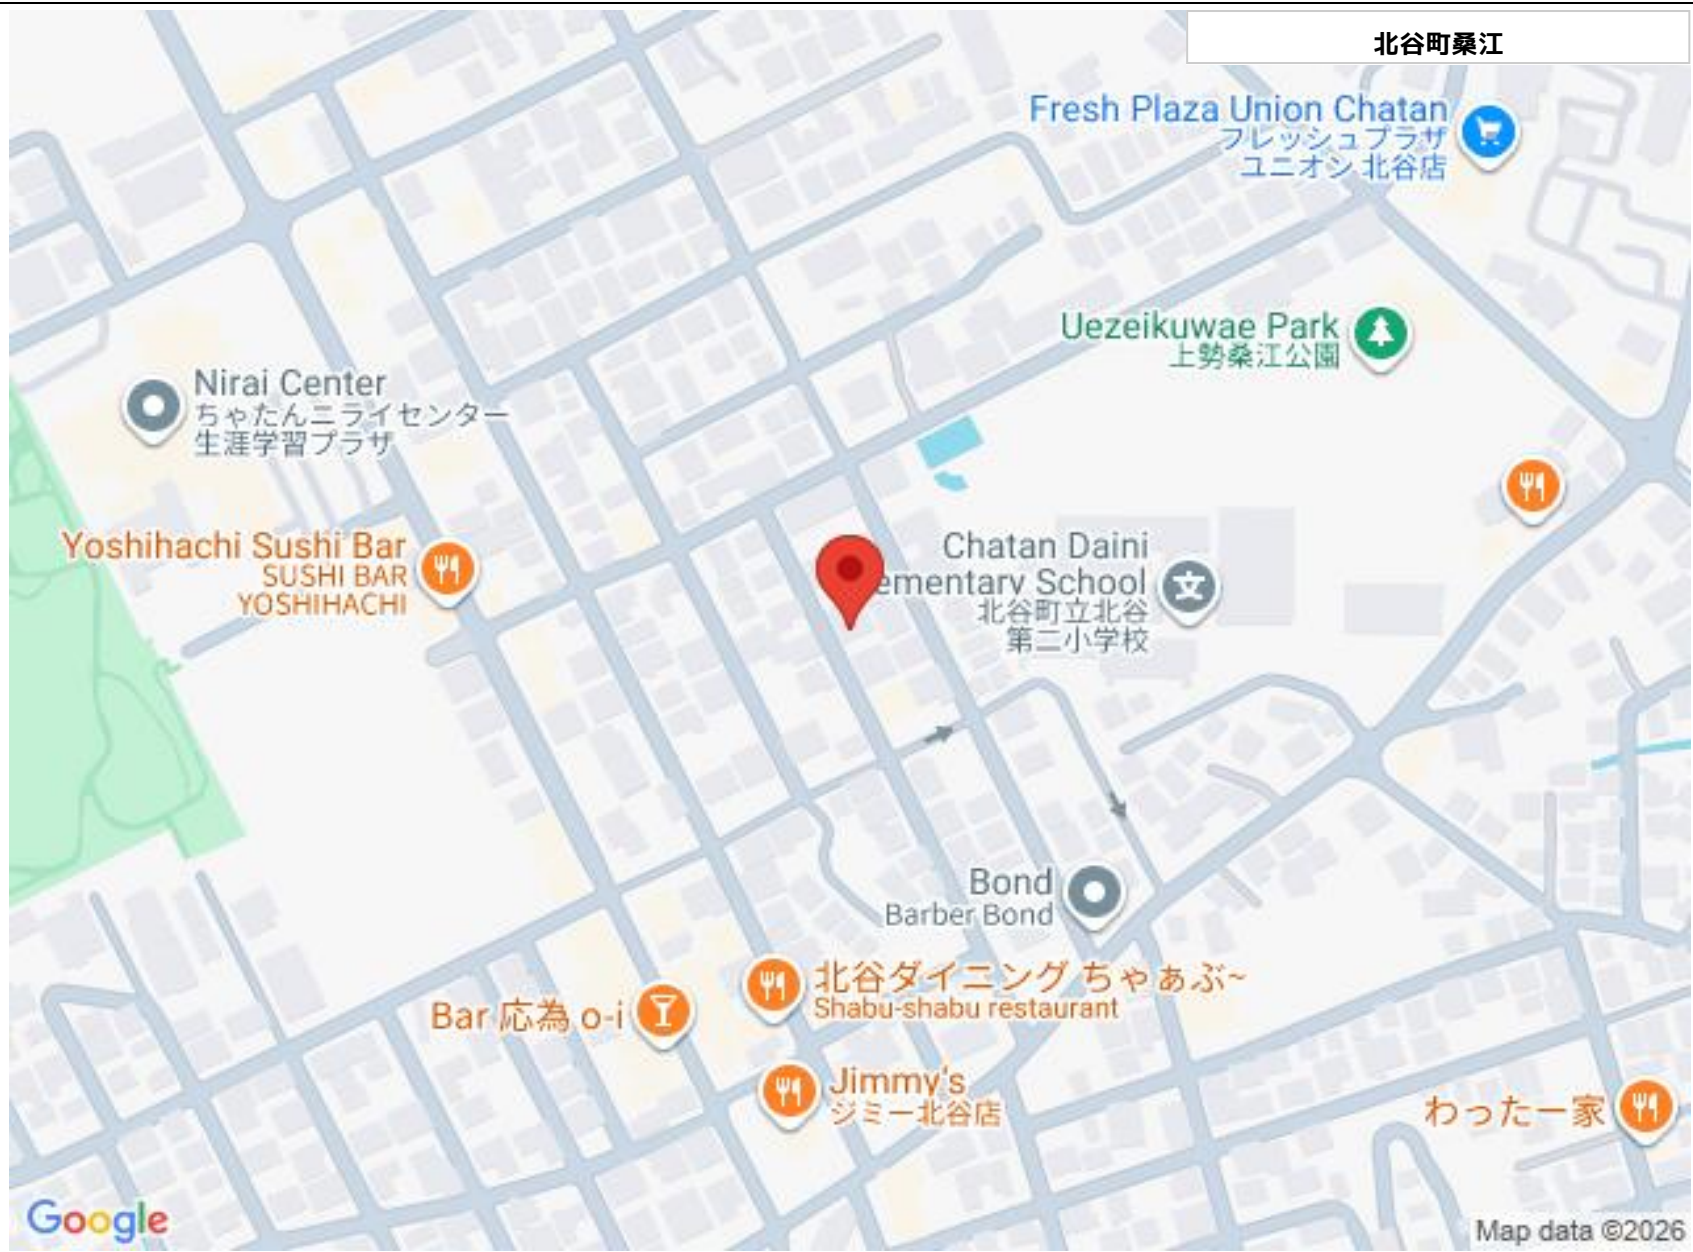 北谷町桑江
Fresh Plaza Union Chatan
フレッシュプラザ
ユニオン 北谷店
Uezeikuwae Park
上勢桑江公園
Nirai Center
ちゃたんニライセンター
生涯学習プラザ
Yoshihachi Sushi Bar
SUSHI BAR
YOSHIHACHI
Chatan Daini
ementary School
北谷町立北谷
第二小学校
文
Bond
Barber Bond
北谷ダイニング ちゃぁぶ~
Shabu-shabu restaurant
Bar 応為 o-i
Jimmy's
ジミー北谷店
わったー家
Google
Map data ©2026